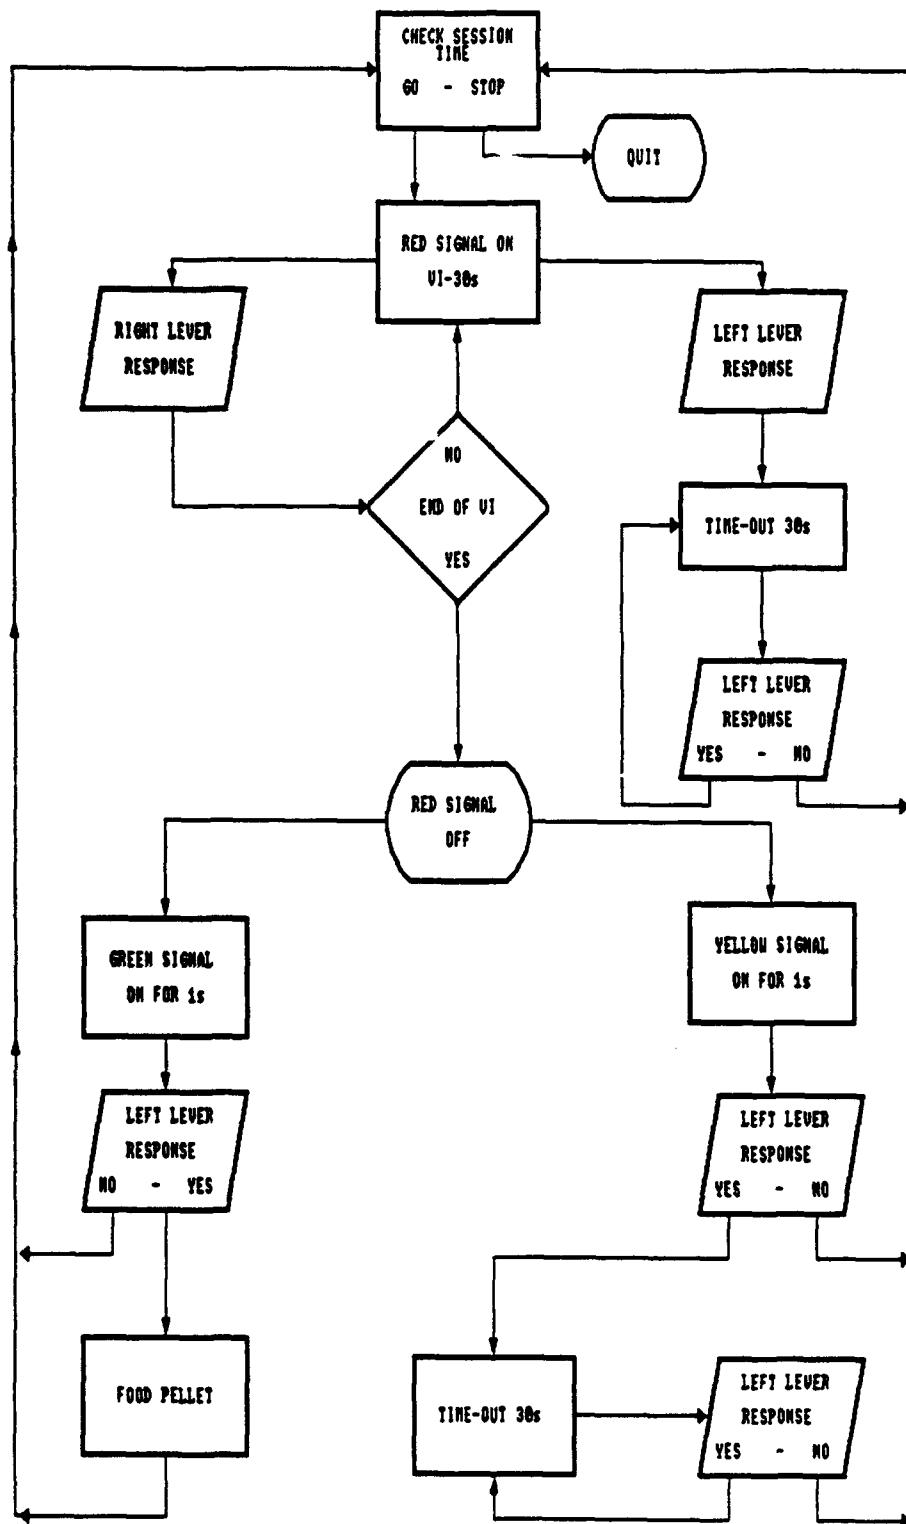 CHECK SESSION
TIME
GO - STOP
QUIT
RED SIGNAL ON
VI-30s
RIGHT LEVER
RESPONSE
LEFT LEVER
RESPONSE
NO
END OF VI
YES
TIME-OUT 30s
LEFT LEVER
RESPONSE
YES - NO
RED SIGNAL
OFF
GREEN SIGNAL
ON FOR 1s
YELLOW SIGNAL
ON FOR 1s
LEFT LEVER
RESPONSE
NO - YES
LEFT LEVER
RESPONSE
YES - NO
FOOD PELLET
TIME-OUT 30s
LEFT LEVER
RESPONSE
YES - NO